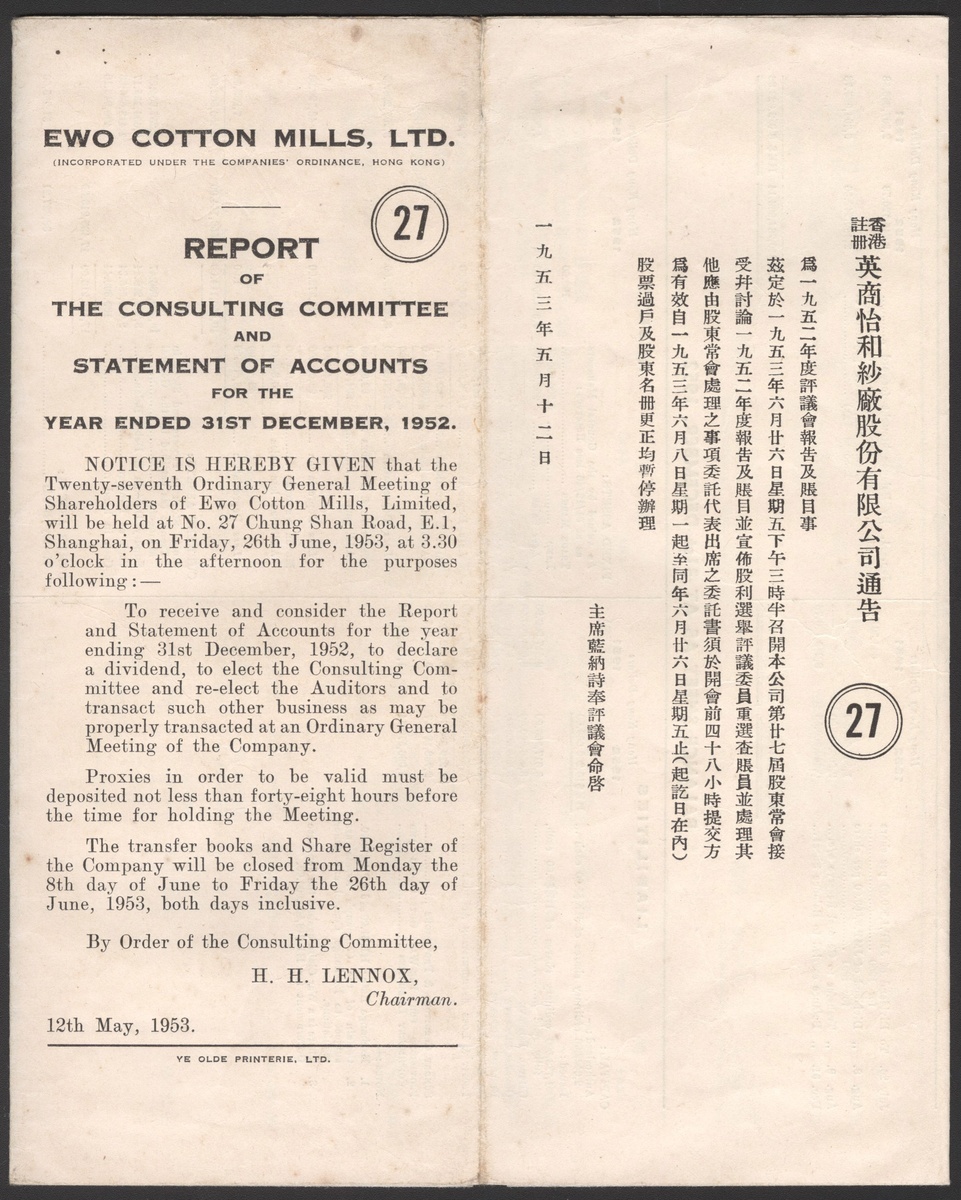 EWO COTTON MILLS, LTD.
(INCORPORATED UNDER THE COMPANIES' ORDINANCE, HONG KONG)
27
REPORT
OF
THE CONSULTING COMMITTEE
AND
STATEMENT OF ACCOUNTS
FOR THE
YEAR ENDED 31ST DECEMBER, 1952.
NOTICE IS HEREBY GIVEN that the
Twenty-seventh Ordinary General Meeting of
Shareholders of Ewo Cotton Mills, Limited,
will be held at No. 27 Chung Shan Road, E.1,
Shanghai, on Friday, 26th June, 1953, at 3.30
o'clock in the afternoon for the purposes
following:—
To receive and consider the Report
and Statement of Accounts for the year
ending 31st December, 1952, to declare
a dividend, to elect the Consulting Com-
mittee and re-elect the Auditors and to
transact such other business as may be
properly transacted at an Ordinary General
Meeting of the Company.
Proxies in order to be valid must be
deposited not less than forty-eight hours before
the time for holding the Meeting.
The transfer books and Share Register of
the Company will be closed from Monday the
8th day of June to Friday the 26th day of
June, 1953, both days inclusive.
By Order of the Consulting Committee,
H. H. LENNOX,
Chairman.
12th May, 1953.
YE OLDE PRINTERIE, LTD.
香港註冊英商怡和紗廠股份有限公司通告
27
爲一九五二年度評議會報告及賬目事
茲定於一九五三年六月廿六日星期五下午三時半召開本公司第廿七屆股東常會接
受幷討論一九五二年度報告及賬目並宣佈股利選舉評議委員重選查賬員並處理其
他應由股東常會處理之事項委託代表出席之委託書須於開會前四十八小時提交方
爲有效自一九五三年六月八日星期一起至同年六月廿六日星期五止(起訖日在內)
股票過戶及股東名冊更正均暫停辦理
主席藍納詩奉評議會命啓
一九五三年五月十二日